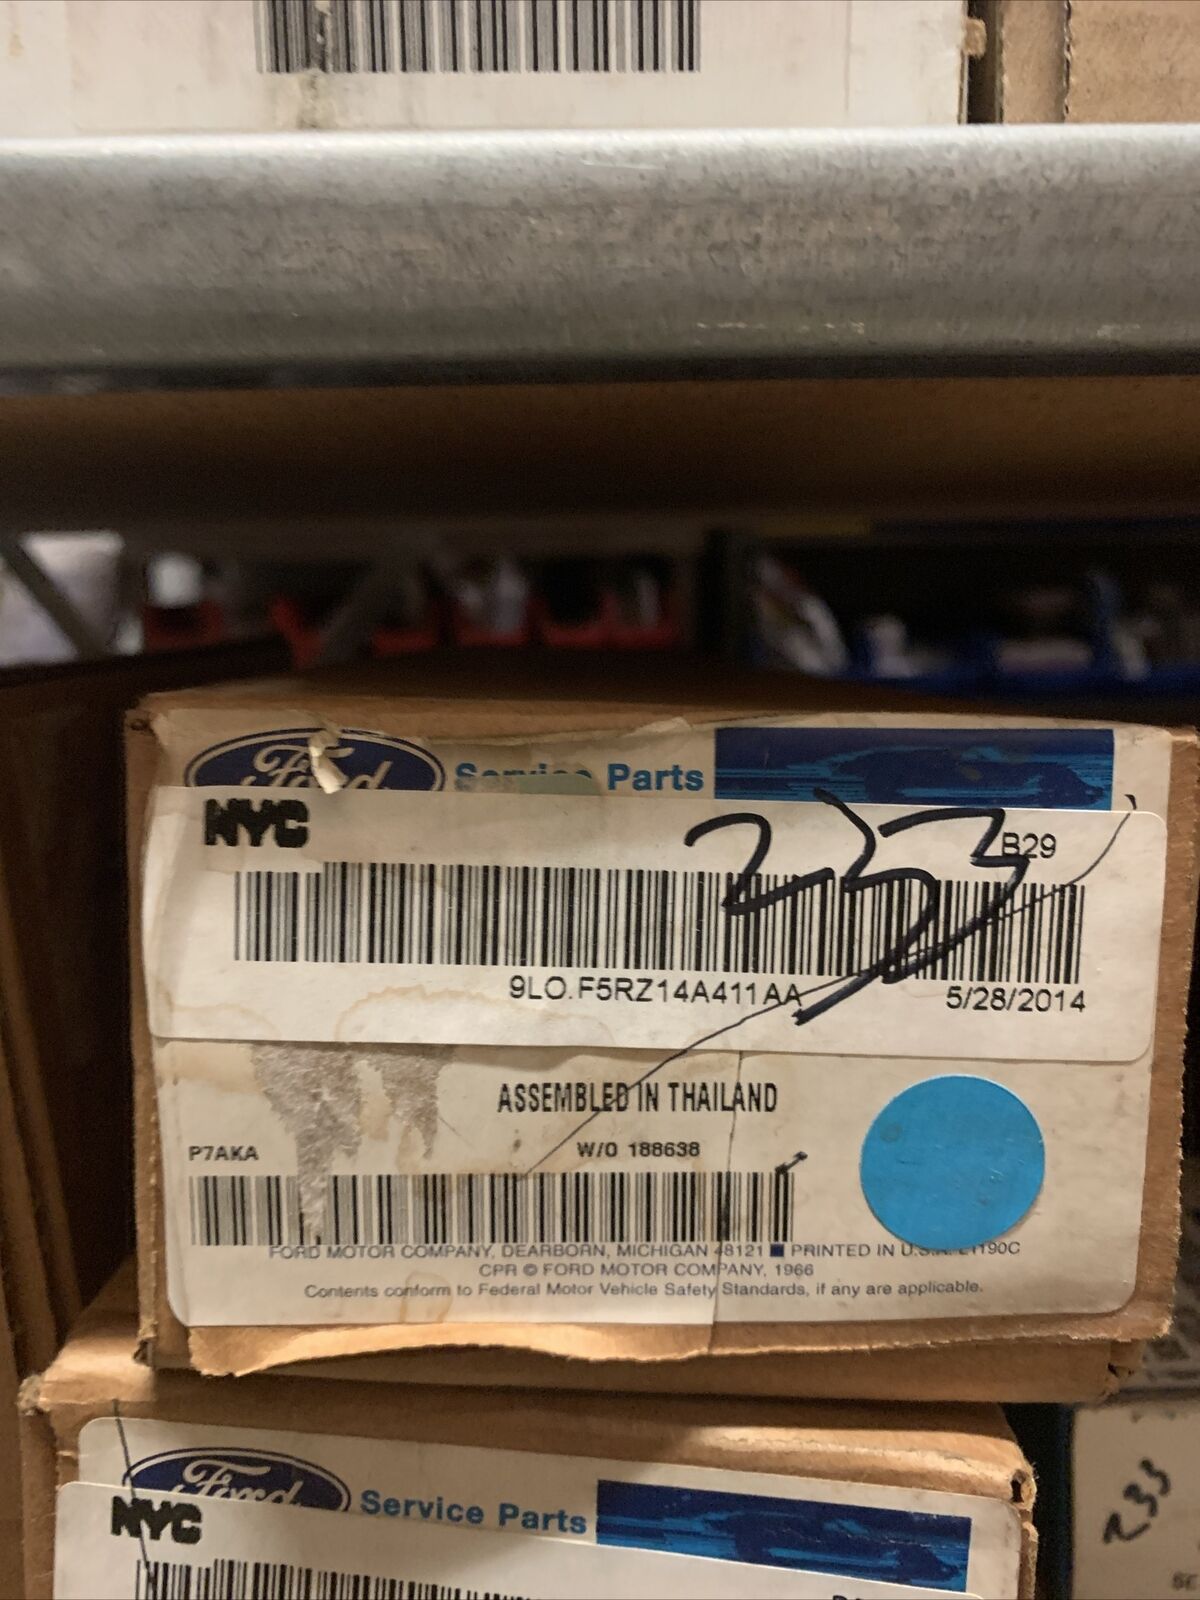 Ford Service Parts
NYC
233
B29
9LO.F5RZ14A411AA
5/28/2014
ASSEMBLED IN THAILAND
P7AKA
W/O 188638
FORD MOTOR COMPANY, DEARBORN, MICHIGAN 48121 ■ PRINTED IN U.S.A.
CPR © FORD MOTOR COMPANY, 1966
Contents conform to Federal Motor Vehicle Safety Standards, if any are applicable.
Ford Service Parts
NYC
233